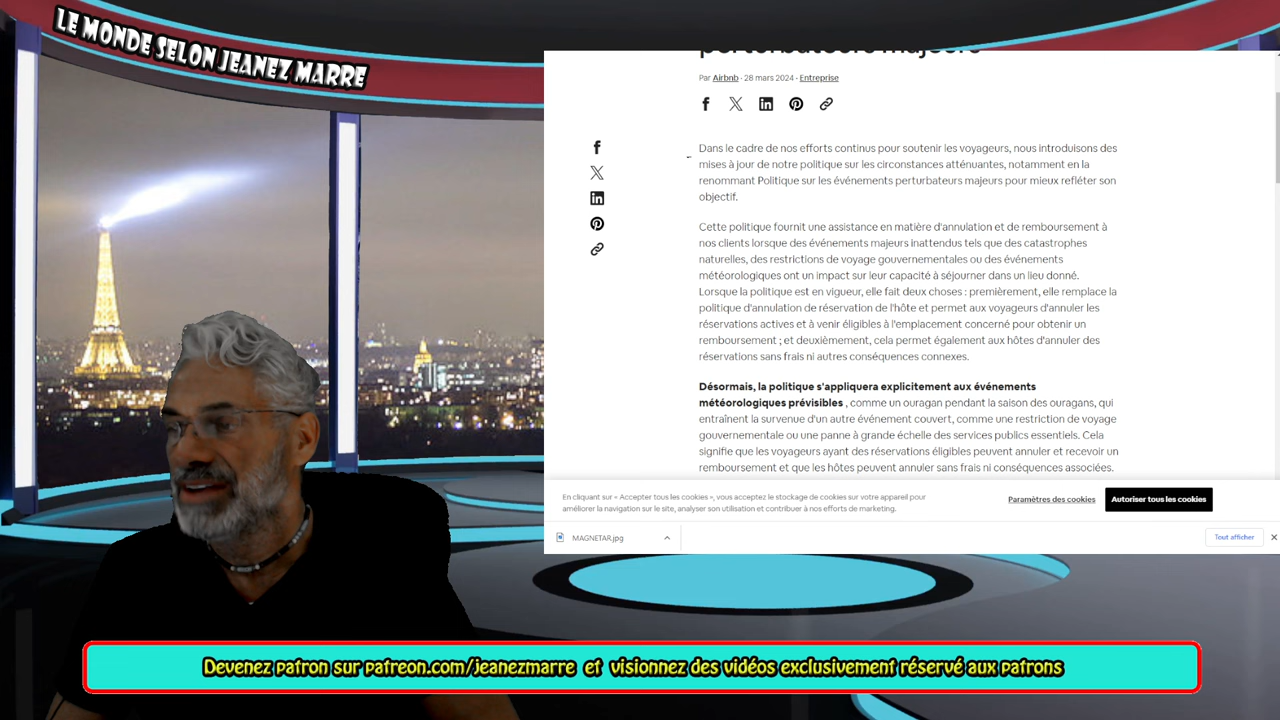 LE MONDE SELON JEANEZ MARRE
Par Airbnb · 28 mars 2024 · Entreprise
Dans le cadre de nos efforts continus pour soutenir les voyageurs, nous introduisons des
mises à jour de notre politique sur les circonstances atténuantes, notamment en la
renommant Politique sur les événements perturbateurs majeurs pour mieux refléter son
objectif.
Cette politique fournit une assistance en matière d'annulation et de remboursement à
nos clients lorsque des événements majeurs inattendus tels que des catastrophes
naturelles, des restrictions de voyage gouvernementales ou des événements
météorologiques ont un impact sur leur capacité à séjourner dans un lieu donné.
Lorsque la politique est en vigueur, elle fait deux choses : premièrement, elle remplace la
politique d'annulation de réservation de l'hôte et permet aux voyageurs d'annuler les
réservations actives et à venir éligibles à l'emplacement concerné pour obtenir un
remboursement ; et deuxièmement, cela permet également aux hôtes d'annuler des
réservations sans frais ni autres conséquences connexes.
Désormais, la politique s'appliquera explicitement aux événements
météorologiques prévisibles , comme un ouragan pendant la saison des ouragans, qui
entraînent la survenue d'un autre événement couvert, comme une restriction de voyage
gouvernementale ou une panne à grande échelle des services publics essentiels. Cela
signifie que les voyageurs ayant des réservations éligibles peuvent annuler et recevoir un
remboursement et que les hôtes peuvent annuler sans frais ni conséquences associées.
En cliquant sur « Accepter tous les cookies », vous acceptez le stockage de cookies sur votre appareil pour
améliorer la navigation sur le site, analyser son utilisation et contribuer à nos efforts de marketing.
Paramètres des cookies
Autoriser tous les cookies
MAGNETAR.jpg
Tout afficher
Devenez patron sur patreon.com/jeanezmarre et visionnez des vidéos exclusivement réservé aux patrons